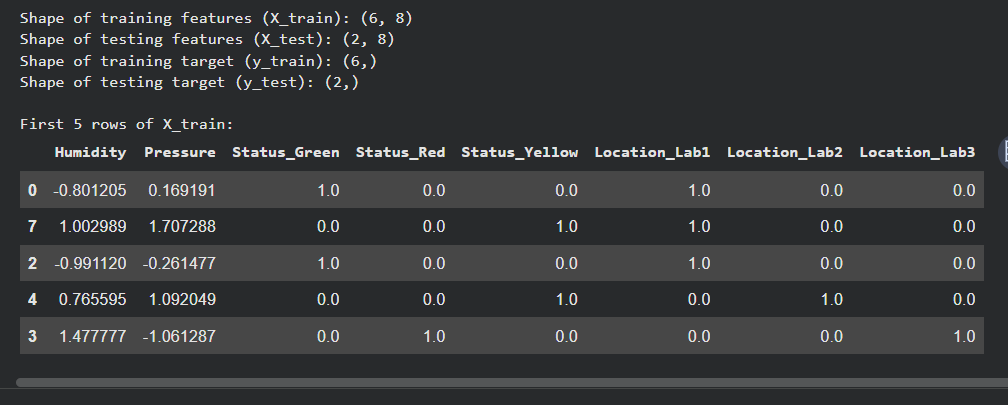 Shape of training features (X_train): (6, 8)
Shape of testing features (X_test): (2, 8)
Shape of training target (y_train): (6,)
Shape of testing target (y_test): (2,)
First 5 rows of X_train:
Humidity Pressure Status_Green Status_Red Status_Yellow Location_Lab1 Location_Lab2 Location_Lab3
0 -0.801205 0.169191 1.0 0.0 0.0 1.0 0.0 0.0
7 1.002989 1.707288 0.0 0.0 1.0 1.0 0.0 0.0
2 -0.991120 -0.261477 1.0 0.0 0.0 1.0 0.0 0.0
4 0.765595 1.092049 0.0 0.0 1.0 0.0 1.0 0.0
3 1.477777 -1.061287 0.0 1.0 0.0 0.0 0.0 1.0